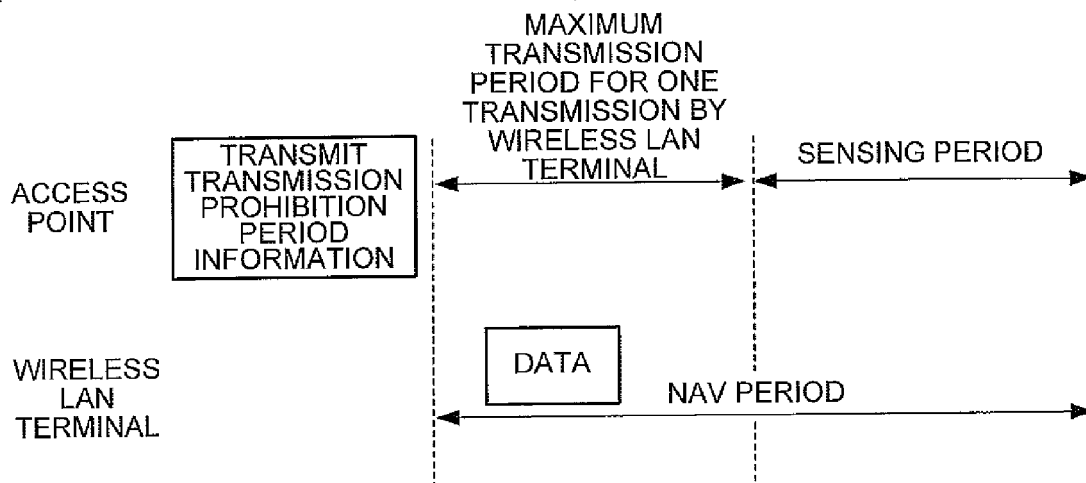 MAXIMUM
TRANSMISSION
PERIOD FOR ONE
TRANSMISSION BY
WIRELESS LAN
TERMINAL
SENSING PERIOD
ACCESS
POINT
TRANSMIT
TRANSMISSION
PROHIBITION
PERIOD
INFORMATION
WIRELESS
LAN
TERMINAL
DATA
NAV PERIOD